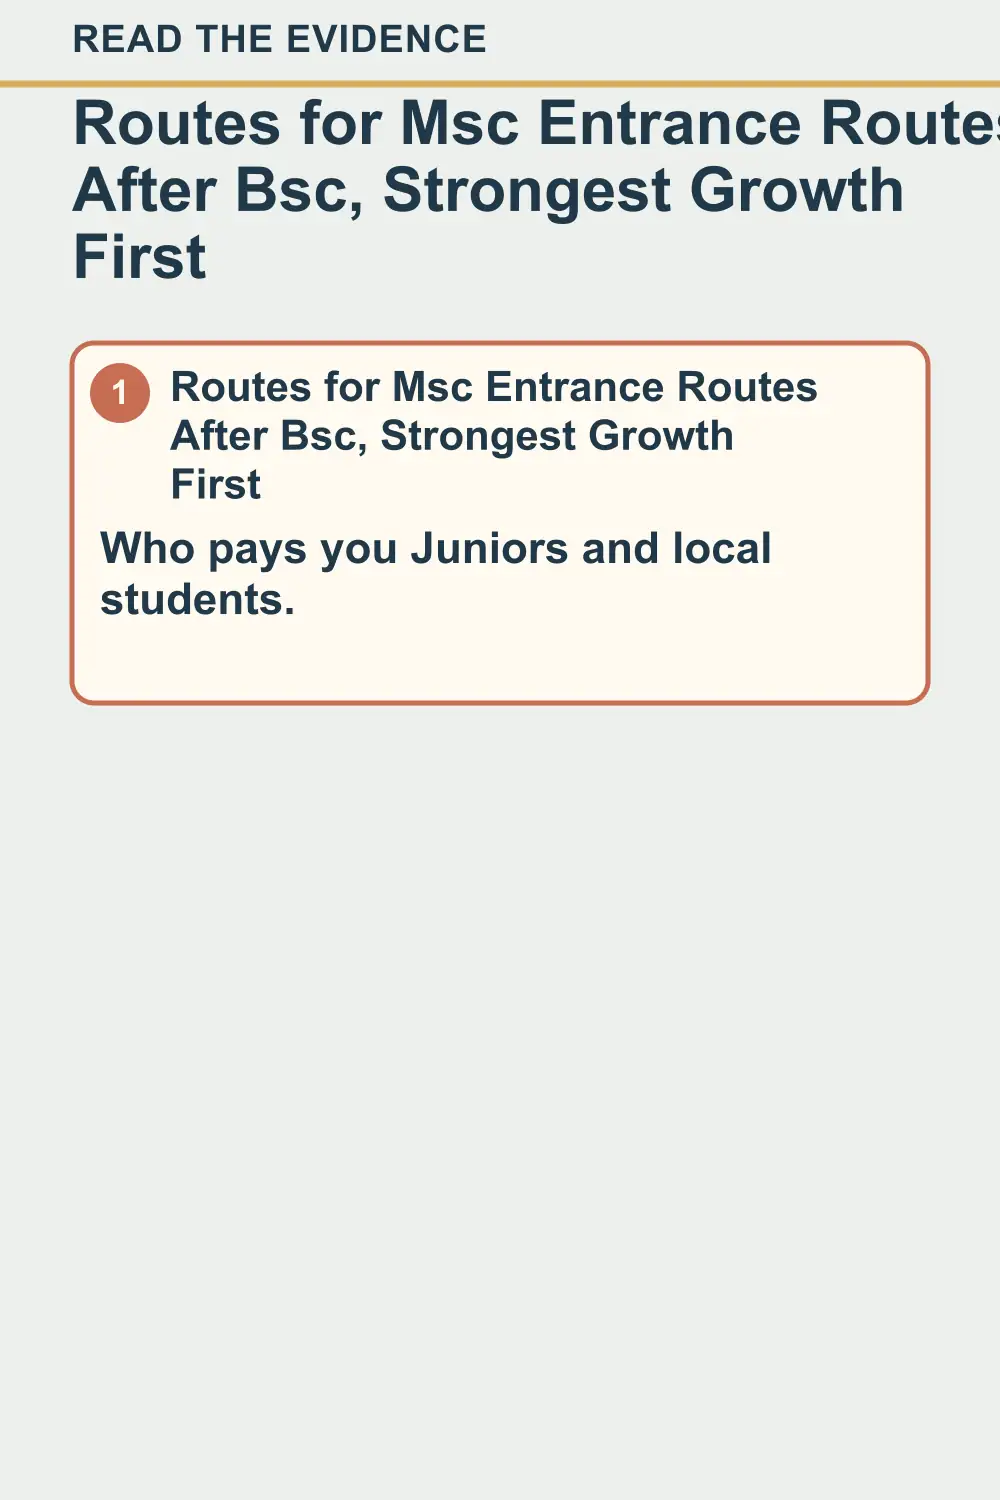 READ THE EVIDENCE
Routes for Msc Entrance Routes
After Bsc, Strongest Growth
First
1
Routes for Msc Entrance Routes
After Bsc, Strongest Growth
First
Who pays you Juniors and local
students.